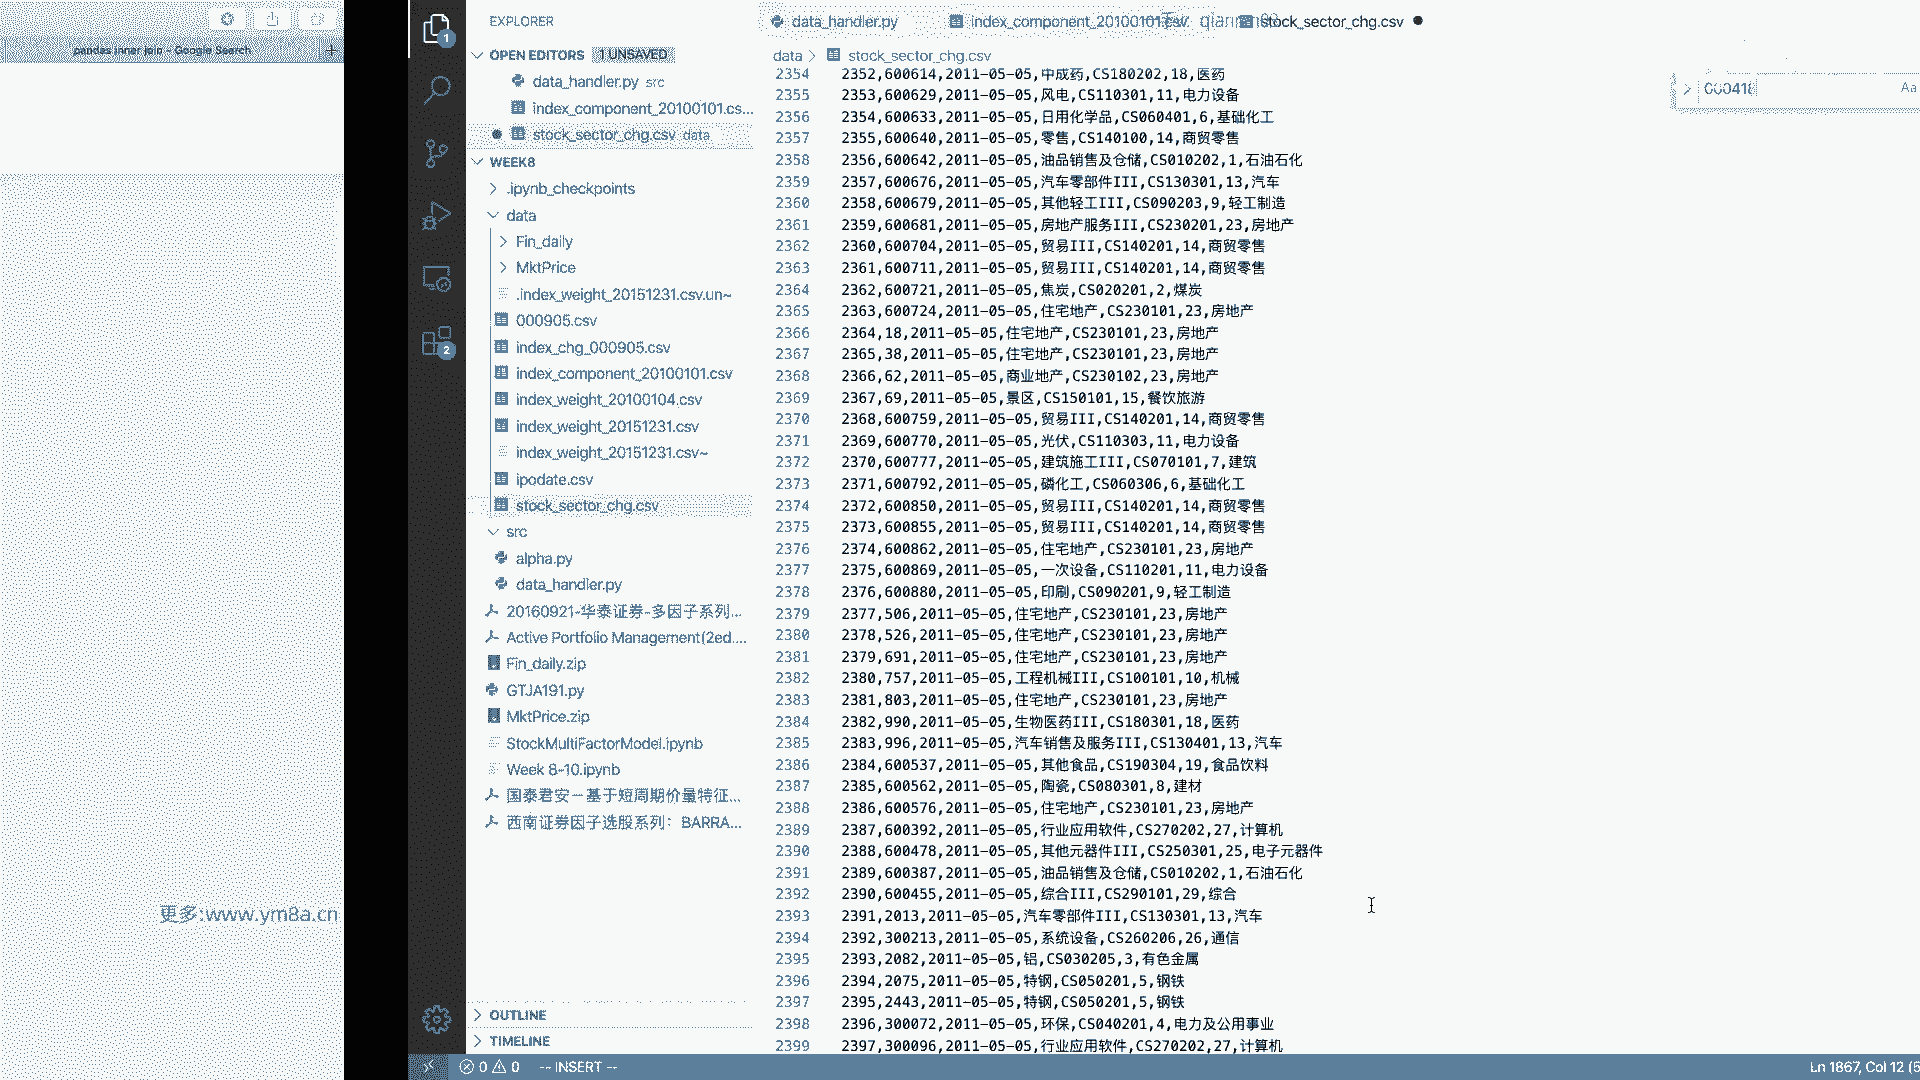 pandas inner join – Google Search
更多:www.ym8a.cn
1
2
EXPLORER
OPEN EDITORS 1 UNSAVED
data_handler.py src
index_component_20100101.cs...
stock_sector_chg.csv data
WEEK8
.ipynb_checkpoints
data
Fin_daily
MktPrice
.index_weight_20151231.csv.un~
000905.csv
index_chg_000905.csv
index_component_20100101.csv
index_weight_20100104.csv
index_weight_20151231.csv
index_weight_20151231.csv~
ipodate.csv
stock_sector_chg.csv
src
alpha.py
data_handler.py
20160921-华泰证券-多因子系列...
Active Portfolio Management(2ed....
Fin_daily.zip
GTJA191.py
MktPrice.zip
StockMultiFactorModel.ipynb
Week 8-10.ipynb
国泰君安－基于短周期价量特征...
西南证券因子选股系列：BARRA...
OUTLINE
TIMELINE
data_handler.py index_component_20100101.csv stock_sector_chg.csv
data > stock_sector_chg.csv
Aa
2354 2352,600614,2011-05-05,中成药,CS180202,18,医药
2355 2353,600629,2011-05-05,风电,CS110301,11,电力设备
2356 2354,600633,2011-05-05,日用化学品,CS060401,6,基础化工
2357 2355,600640,2011-05-05,零售,CS140100,14,商贸零售
2358 2356,600642,2011-05-05,油品销售及仓储,CS010202,1,石油石化
2359 2357,600676,2011-05-05,汽车零部件III,CS130301,13,汽车
2360 2358,600679,2011-05-05,其他轻工III,CS090203,9,轻工制造
2361 2359,600681,2011-05-05,房地产服务III,CS230201,23,房地产
2362 2360,600704,2011-05-05,贸易III,CS140201,14,商贸零售
2363 2361,600711,2011-05-05,贸易III,CS140201,14,商贸零售
2364 2362,600721,2011-05-05,焦炭,CS020201,2,煤炭
2365 2363,600724,2011-05-05,住宅地产,CS230101,23,房地产
2366 2364,18,2011-05-05,住宅地产,CS230101,23,房地产
2367 2365,38,2011-05-05,住宅地产,CS230101,23,房地产
2368 2366,62,2011-05-05,商业地产,CS230102,23,房地产
2369 2367,69,2011-05-05,景区,CS150101,15,餐饮旅游
2370 2368,600759,2011-05-05,贸易III,CS140201,14,商贸零售
2371 2369,600770,2011-05-05,光伏,CS110303,11,电力设备
2372 2370,600777,2011-05-05,建筑施工III,CS070101,7,建筑
2373 2371,600792,2011-05-05,磷化工,CS060306,6,基础化工
2374 2372,600850,2011-05-05,贸易III,CS140201,14,商贸零售
2375 2373,600855,2011-05-05,贸易III,CS140201,14,商贸零售
2376 2374,600862,2011-05-05,住宅地产,CS230101,23,房地产
2377 2375,600869,2011-05-05,一次设备,CS110201,11,电力设备
2378 2376,600880,2011-05-05,印刷,CS090201,9,轻工制造
2379 2377,506,2011-05-05,住宅地产,CS230101,23,房地产
2380 2378,526,2011-05-05,住宅地产,CS230101,23,房地产
2381 2379,691,2011-05-05,住宅地产,CS230101,23,房地产
2382 2380,757,2011-05-05,工程机械III,CS100101,10,机械
2383 2381,803,2011-05-05,住宅地产,CS230101,23,房地产
2384 2382,990,2011-05-05,生物医药III,CS180301,18,医药
2385 2383,996,2011-05-05,汽车销售及服务III,CS130401,13,汽车
2386 2384,600537,2011-05-05,其他食品,CS190304,19,食品饮料
2387 2385,600562,2011-05-05,陶瓷,CS080301,8,建材
2388 2386,600576,2011-05-05,住宅地产,CS230101,23,房地产
2389 2387,600392,2011-05-05,行业应用软件,CS270202,27,计算机
2390 2388,600478,2011-05-05,其他元器件III,CS250301,25,电子元器件
2391 2389,600387,2011-05-05,油品销售及仓储,CS010202,1,石油石化
2392 2390,600455,2011-05-05,综合III,CS290101,29,综合
2393 2391,2013,2011-05-05,汽车零部件III,CS130301,13,汽车
2394 2392,300213,2011-05-05,系统设备,CS260206,26,通信
2395 2393,2082,2011-05-05,铝,CS030205,3,有色金属
2396 2394,2075,2011-05-05,特钢,CS050201,5,钢铁
2397 2395,2443,2011-05-05,特钢,CS050201,5,钢铁
2398 2396,300072,2011-05-05,环保,CS040201,4,电力及公用事业
2399 2397,300096,2011-05-05,行业应用软件,CS270202,27,计算机
0 0 -- INSERT --
Ln 1867, Col 12